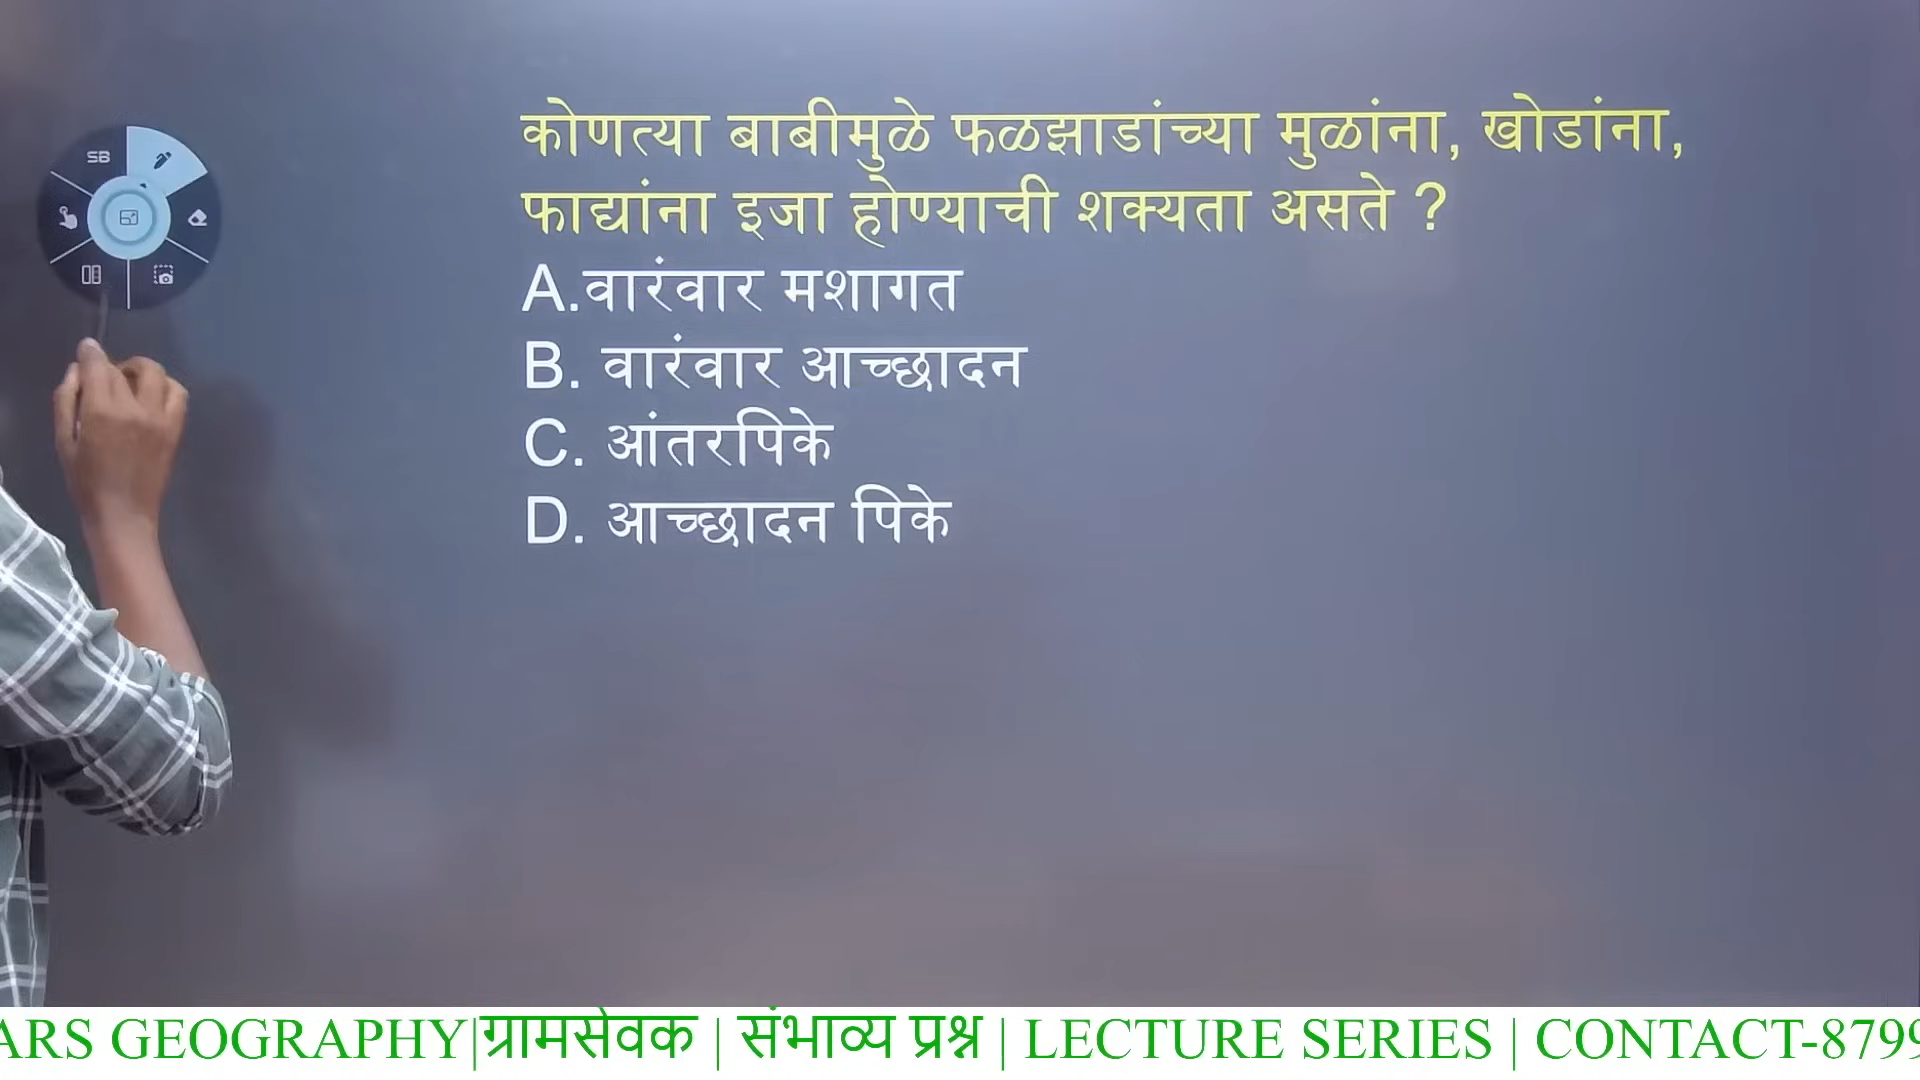 SB
कोणत्या बाबीमुळे फळझाडांच्या मुळांना, खोडांना,
फाद्यांना इजा होण्याची शक्यता असते ?
A.वारंवार मशागत
B. वारंवार आच्छादन
C. आंतरपिके
D. आच्छादन पिके
ARS GEOGRAPHY|ग्रामसेवक | संभाव्य प्रश्न | LECTURE SERIES | CONTACT-8799